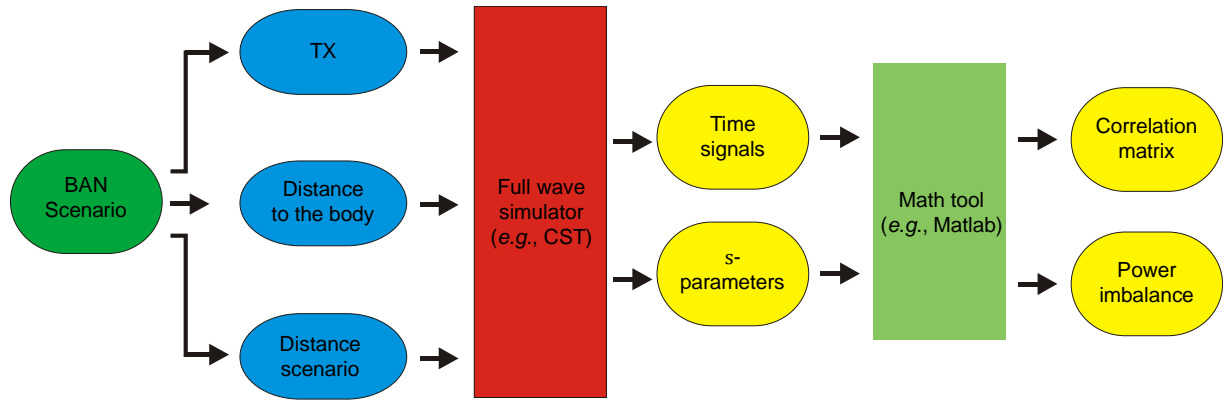 BAN
Scenario
TX
Distance
to the body
Distance
scenario
Full wave
simulator
(e.g., CST)
Time
signals
s-
parameters
Math tool
(e.g., Matlab)
Correlation
matrix
Power
imbalance